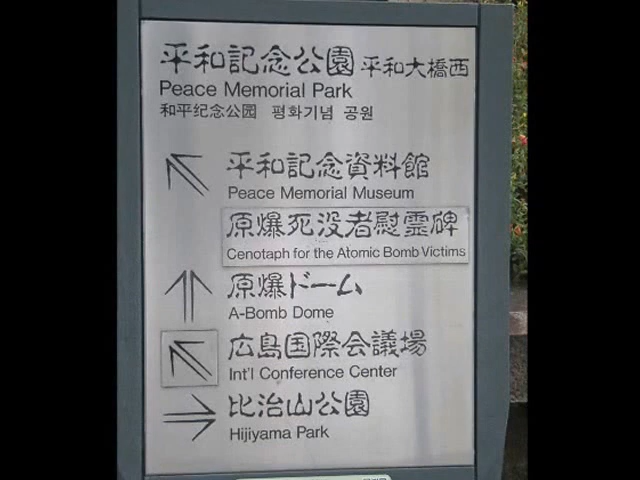 平和記念公園 平和大橋西
Peace Memorial Park
和平纪念公园 평화기념 공원
平和記念資料館
Peace Memorial Museum
原爆死没者慰霊碑
Cenotaph for the Atomic Bomb Victims
原爆ドーム
A-Bomb Dome
広島国際会議場
Int'l Conference Center
比治山公園
Hijiyama Park